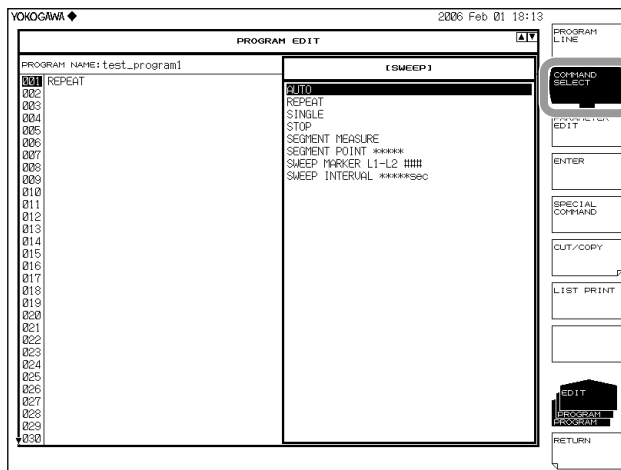 YOKOGAWA
2006 Feb 01 18:13
PROGRAM EDIT
PROGRAM NAME:test_program1
001 REPEAT
002
003
004
005
006
007
008
009
010
011
012
013
014
015
016
017
018
019
020
021
022
023
024
025
026
027
028
029
030
[SWEEP]
AUTO
REPEAT
SINGLE
STOP
SEGMENT MEASURE
SEGMENT POINT *****
SWEEP MARKER L1-L2 ###
SWEEP INTERVAL *****sec
PROGRAM
LINE
COMMAND
SELECT
PARAMETER
EDIT
ENTER
SPECIAL
COMMAND
CUT/COPY
LIST PRINT
EDIT
PROGRAM
PROGRAM
RETURN